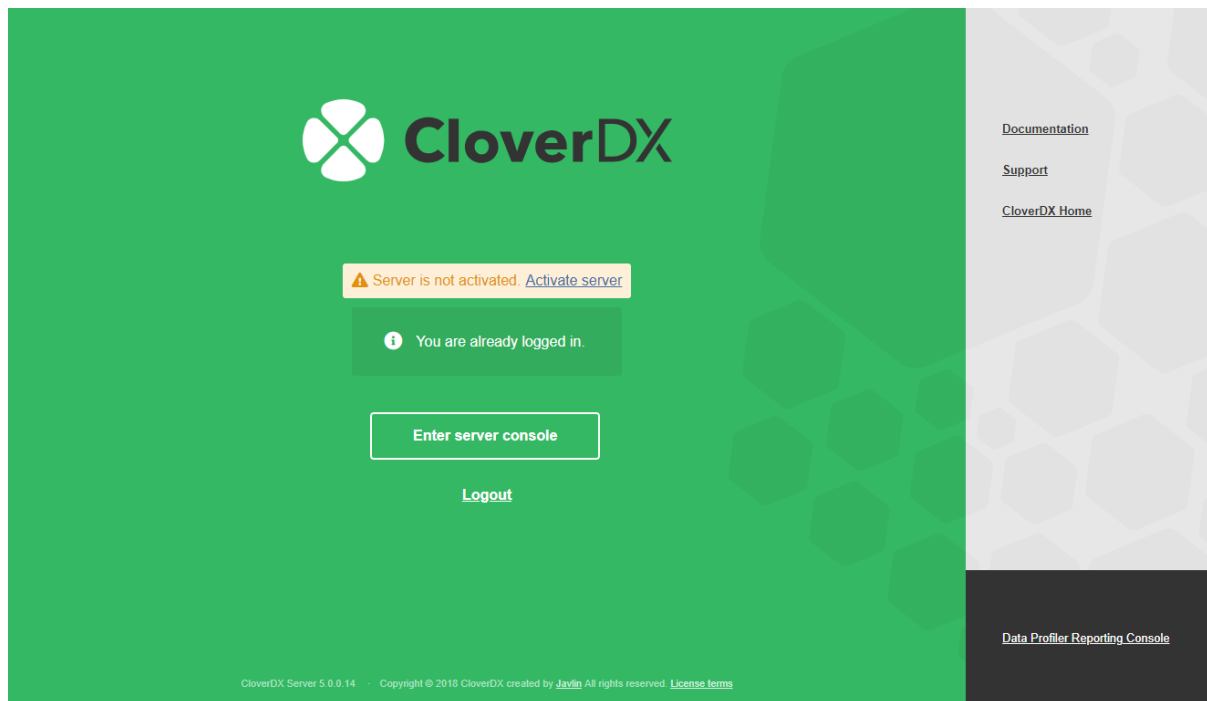 CloverDX
Server is not activated. Activate server
You are already logged in.
Enter server console
Logout
CloverDX Server 5.0.0.14 · Copyright © 2018 CloverDX created by Javlin All rights reserved. License terms
Documentation
Support
CloverDX Home
Data Profiler Reporting Console